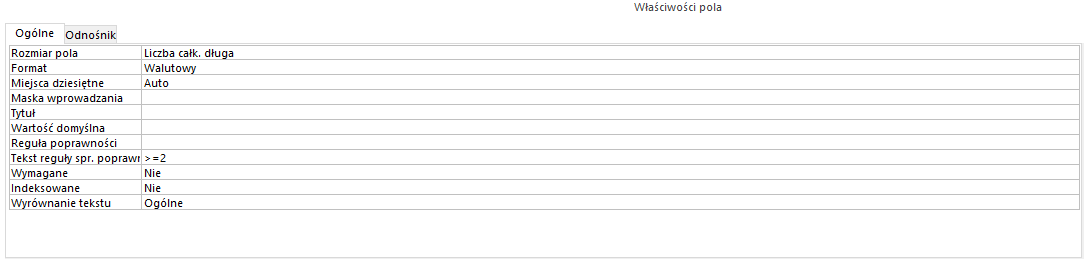 Właściwości pola
Ogólne Odnośnik
Rozmiar pola Liczba całk. długa
Format Walutowy
Miejsca dziesiętne Auto
Maska wprowadzania
Tytuł
Wartość domyślna
Reguła poprawności
Tekst reguły spr. poprawn >=2
Wymagane Nie
Indeksowane Nie
Wyrównanie tekstu Ogólne